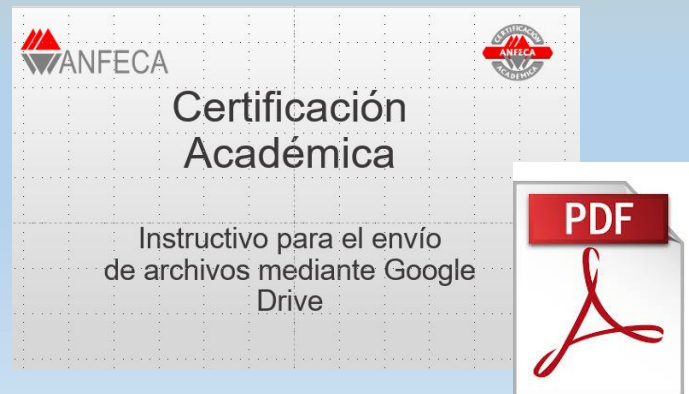 ANFECA
CERTIFICACIÓN
ANFECA
ACADÉMICA
Certificación
Académica
Instructivo para el envío
de archivos mediante Google
Drive
PDF